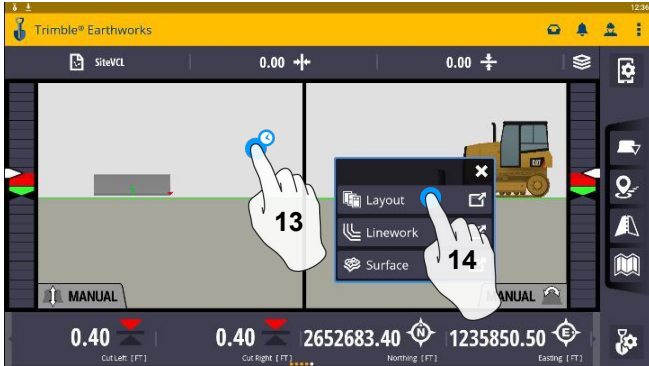 12:36
Trimble® Earthworks
SiteVCL 0.00 0.00
CAT
Layout
13
Linework
Surface 14
MANUAL MANUAL
0.40 0.40 2652683.40 N 1235850.50 E
Cut Left [FT] Cut Right [FT] Northing [FT] Easting [FT]